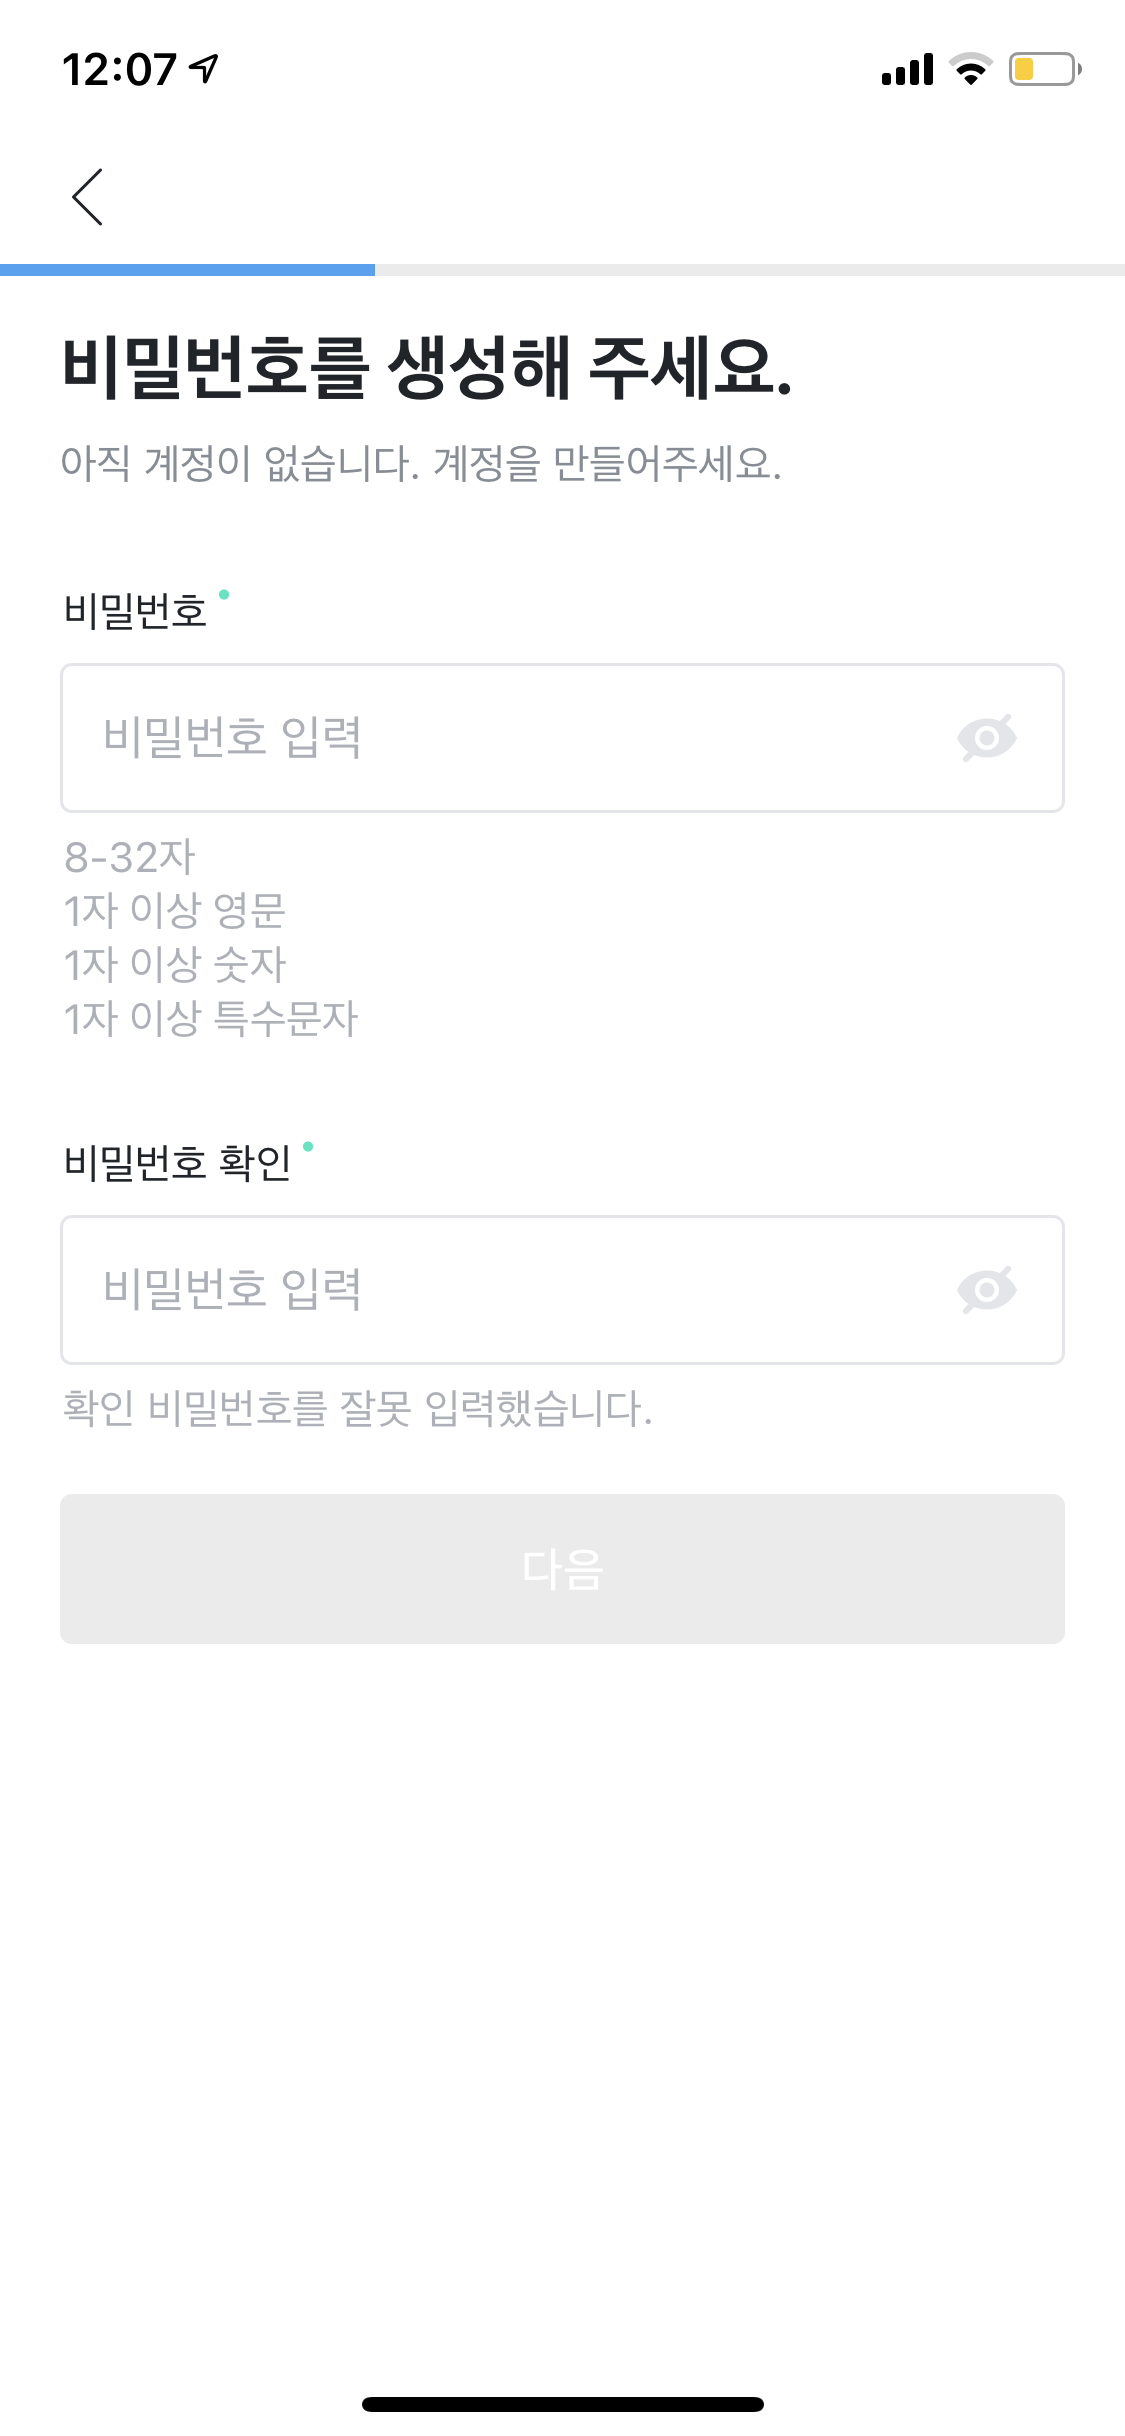 12:07
비밀번호를 생성해 주세요.
아직 계정이 없습니다. 계정을 만들어주세요.
비밀번호
비밀번호 입력
8-32자
1자 이상 영문
1자 이상 숫자
1자 이상 특수문자
비밀번호 확인
비밀번호 입력
확인 비밀번호를 잘못 입력했습니다.
다음